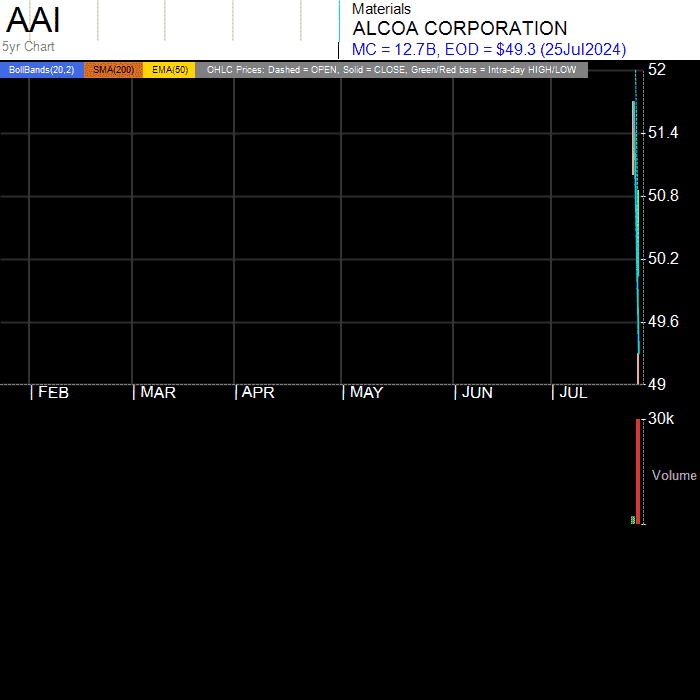 AAI
5yr Chart
Materials
ALCOA CORPORATION
MC = 12.7B, EOD = $49.3 (25Jul2024)
BollBands(20,2) SMA(200) EMA(50) OHLC Prices: Dashed = OPEN, Solid = CLOSE, Green/Red bars = Intra-day HIGH/LOW
52
51.4
50.8
50.2
49.6
49
FEB MAR APR MAY JUN JUL
30k
Volume